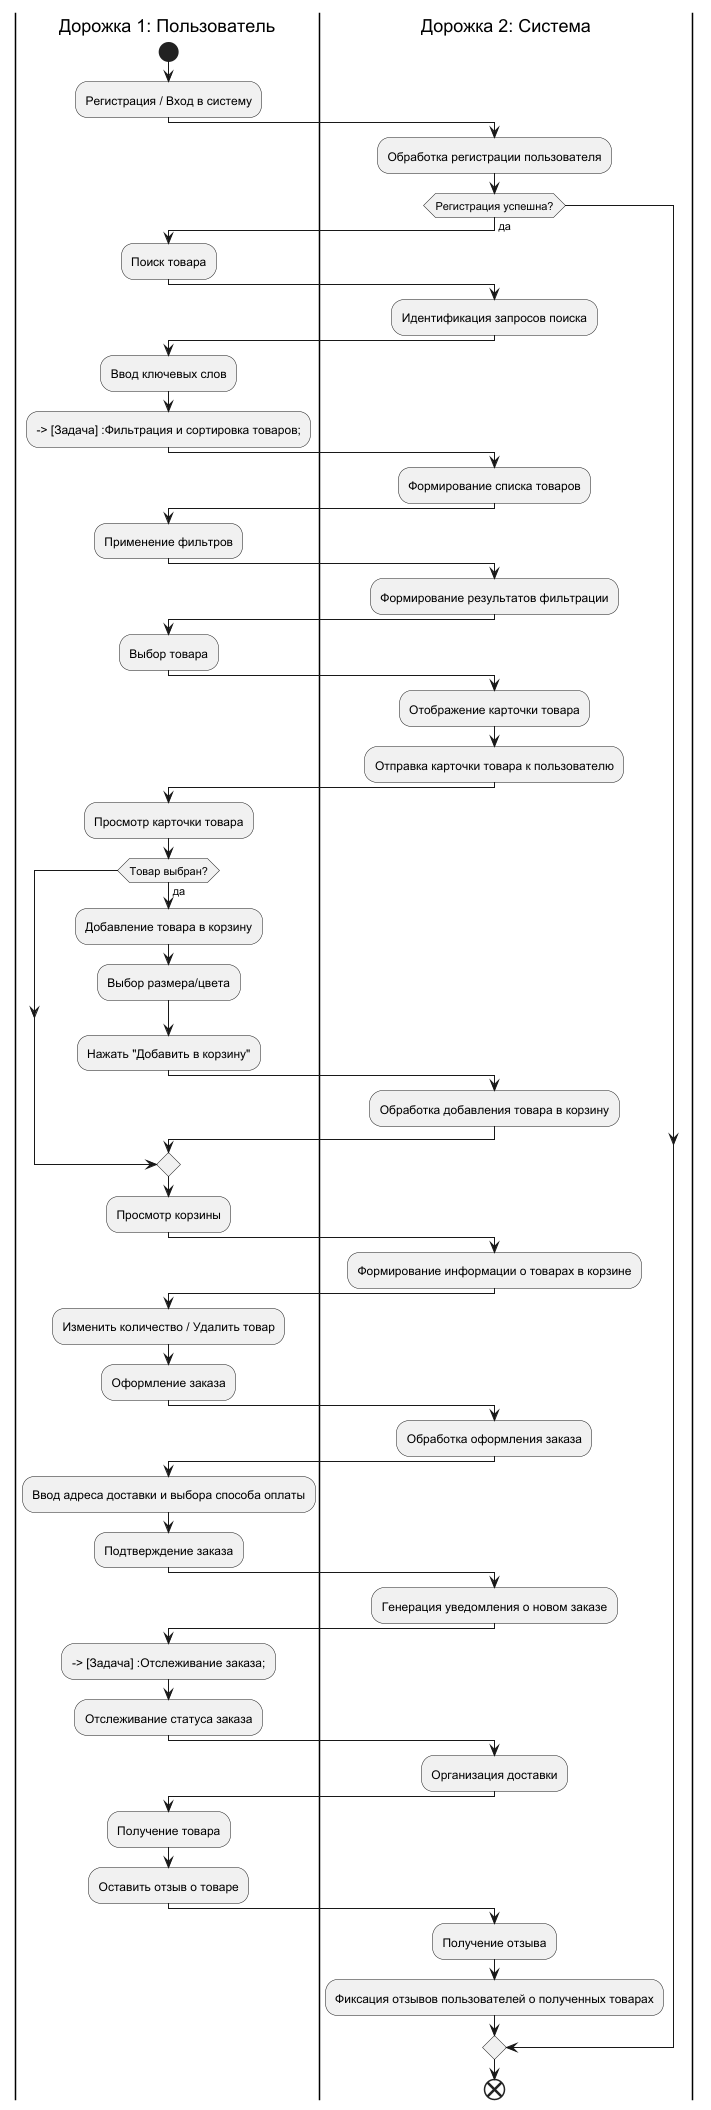 Дорожка 1: Пользователь
Дорожка 2: Система
Регистрация / Вход в систему
Обработка регистрации пользователя
Регистрация успешна?
да
Поиск товара
Идентификация запросов поиска
Ввод ключевых слов
-> [Задача] :Фильтрация и сортировка товаров;
Формирование списка товаров
Применение фильтров
Формирование результатов фильтрации
Выбор товара
Отображение карточки товара
Отправка карточки товара к пользователю
Просмотр карточки товара
Товар выбран?
да
Добавление товара в корзину
Выбор размера/цвета
Нажать "Добавить в корзину"
Обработка добавления товара в корзину
Просмотр корзины
Формирование информации о товарах в корзине
Изменить количество / Удалить товар
Оформление заказа
Обработка оформления заказа
Ввод адреса доставки и выбора способа оплаты
Подтверждение заказа
Генерация уведомления о новом заказе
-> [Задача] :Отслеживание заказа;
Отслеживание статуса заказа
Организация доставки
Получение товара
Оставить отзыв о товаре
Получение отзыва
Фиксация отзывов пользователей о полученных товарах